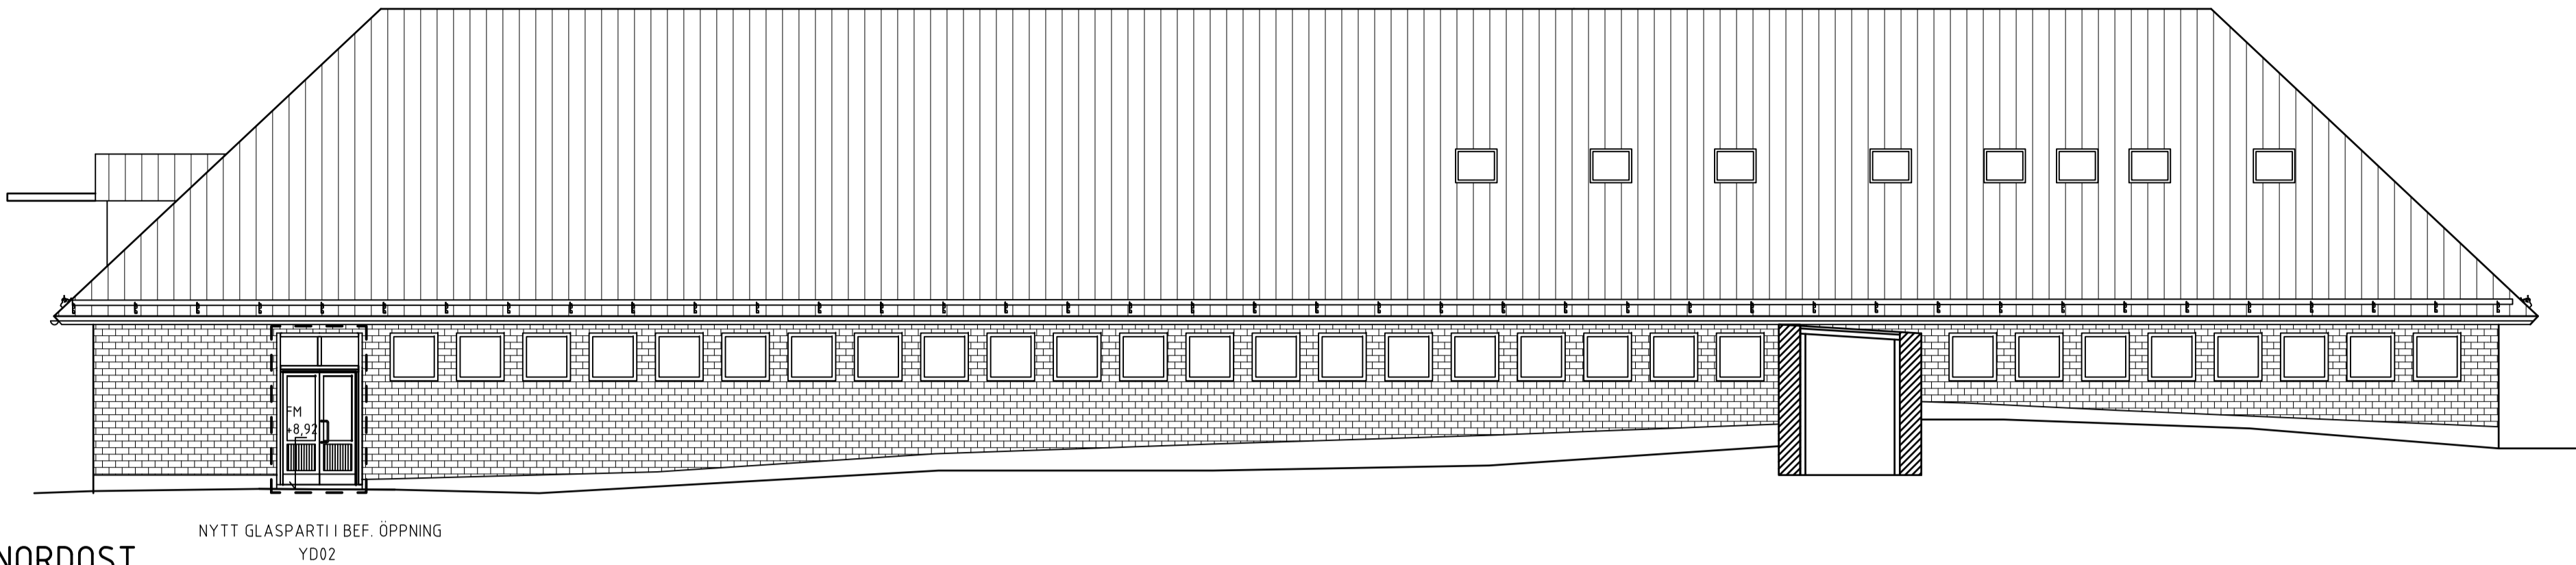 FM
+8,92
NYTT GLASPARTI I BEF. ÖPPNING
YD02
NORDOST